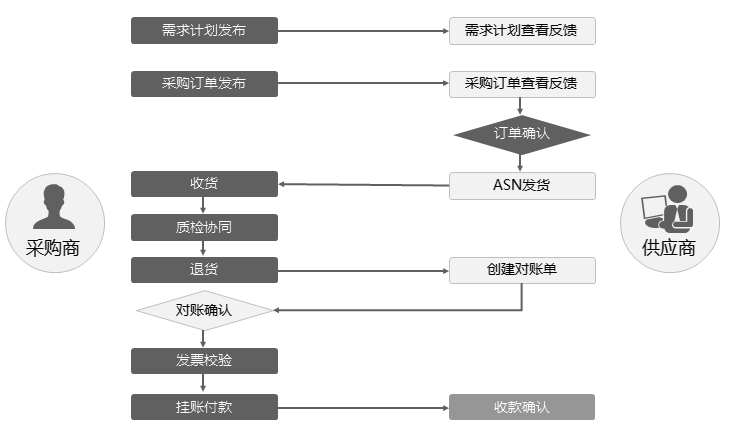 需求计划发布
需求计划查看反馈
采购订单发布
采购订单查看反馈
订单确认
收货
ASN发货
质检协同
采购商
供应商
退货
创建对账单
对账确认
发票校验
挂账付款
收款确认